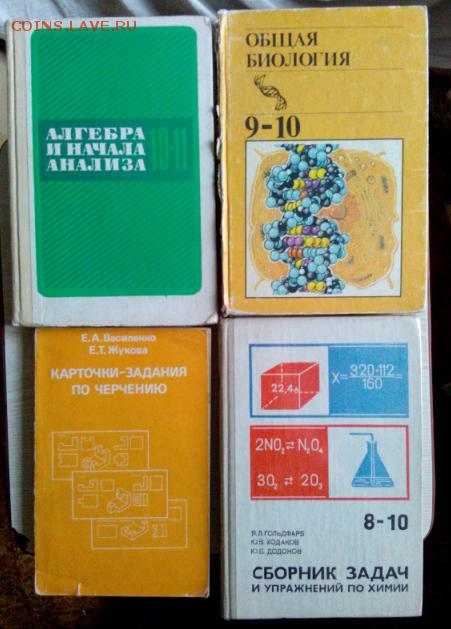 COINS.LAVE.RU
АЛГЕБРА
И НАЧАЛА
АНАЛИЗА
10-11
ОБЩАЯ
БИОЛОГИЯ
9-10
Е.А. Василенко
Е.Т. Жукова
КАРТОЧКИ-ЗАДАНИЯ
ПО ЧЕРЧЕНИЮ
22,4л
X=320·112/160
2NO₂⇄N₂O₄
3O₂⇄2O₃
8-10
Я.Л.ГОЛЬДФАРБ
Ю.В. ХОДАКОВ
Ю.Б. ДОДОНОВ
СБОРНИК ЗАДАЧ
И УПРАЖНЕНИЙ ПО ХИМИИ